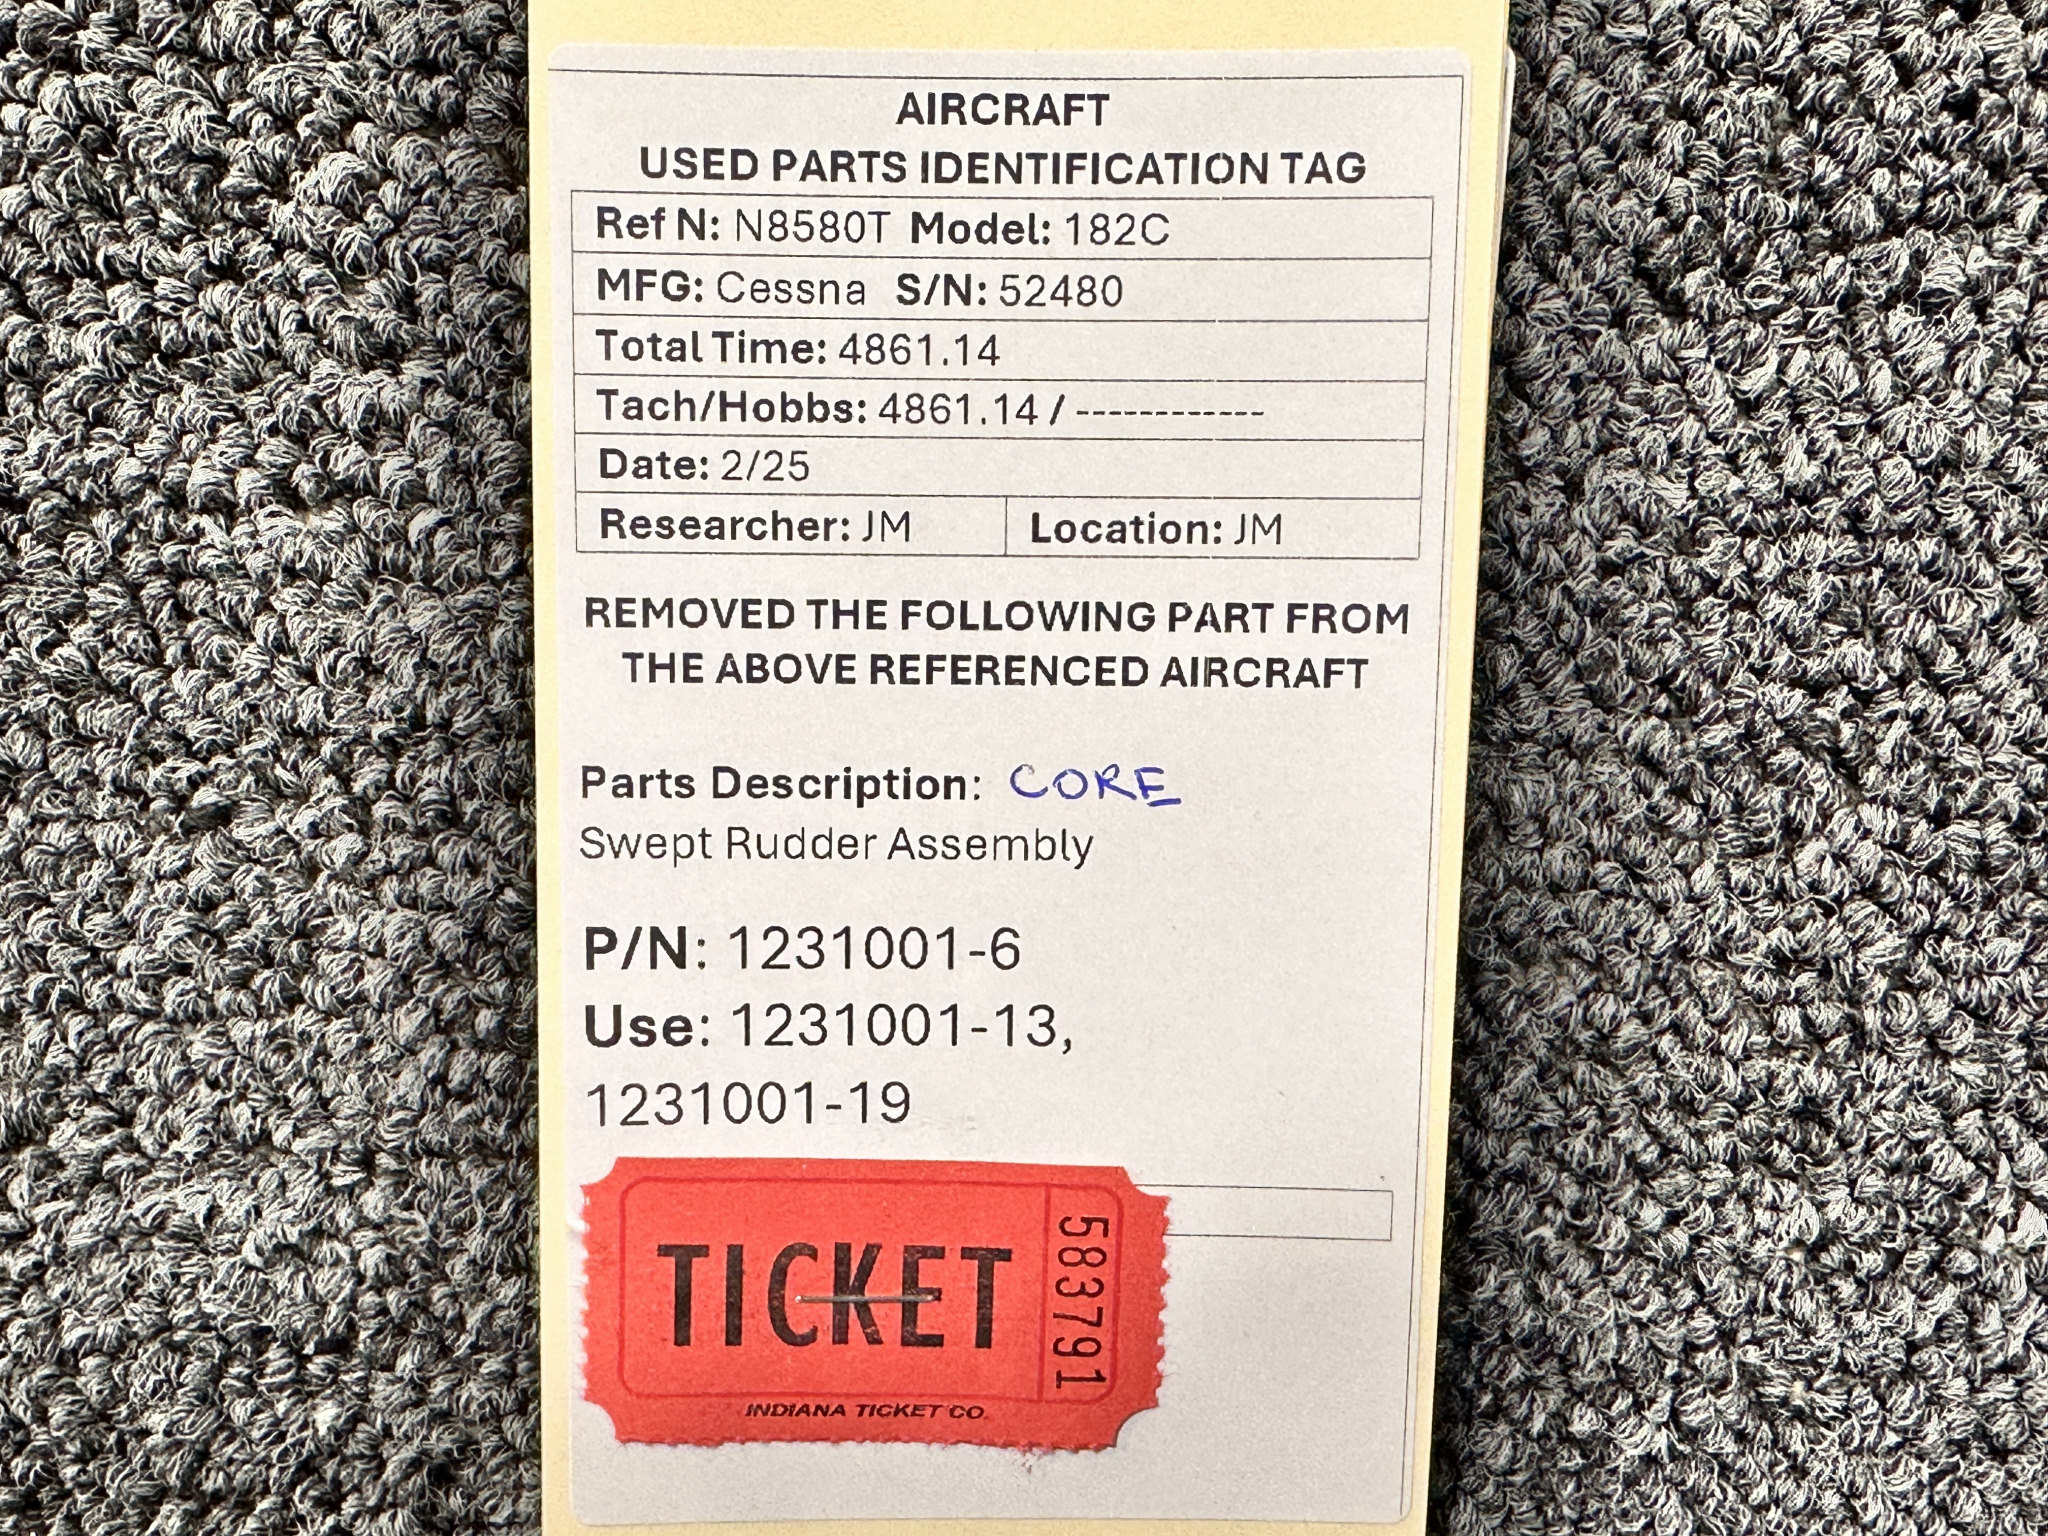 AIRCRAFT
USED PARTS IDENTIFICATION TAG
Ref N: N8580T Model: 182C
MFG: Cessna S/N: 52480
Total Time: 4861.14
Tach/Hobbs: 4861.14 / ------------
Date: 2/25
Researcher: JM Location: JM
REMOVED THE FOLLOWING PART FROM
THE ABOVE REFERENCED AIRCRAFT
Parts Description: CORE
Swept Rudder Assembly
P/N: 1231001-6
Use: 1231001-13,
1231001-19
TICKET
583791
INDIANA TICKET CO.